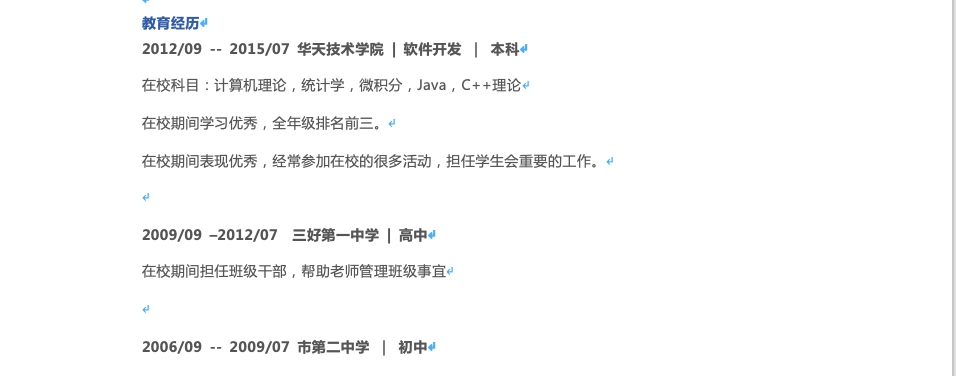 教育经历
2012/09 -- 2015/07 华天技术学院 | 软件开发 | 本科
在校科目：计算机理论，统计学，微积分，Java，C++理论
在校期间学习优秀，全年级排名前三。
在校期间表现优秀，经常参加在校的很多活动，担任学生会重要的工作。
2009/09 –2012/07 三好第一中学 | 高中
在校期间担任班级干部，帮助老师管理班级事宜
2006/09 -- 2009/07 市第二中学 | 初中